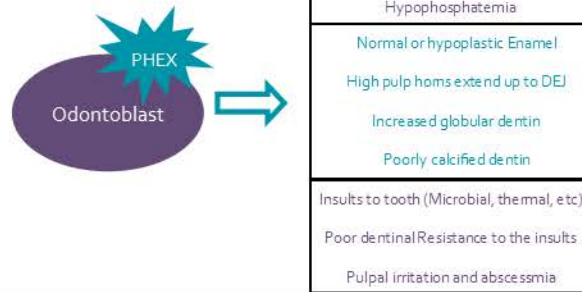 PHEX
Odontoblast
Hypophosphatemia
Normal or hypoplastic Enamel
High pulp horns extend up to DEJ
Increased globular dentin
Poorly calcified dentin
Insults to tooth (Microbial, thermal, etc)
Poor dentinal Resistance to the insults
Pulpal irritation and abscessmia